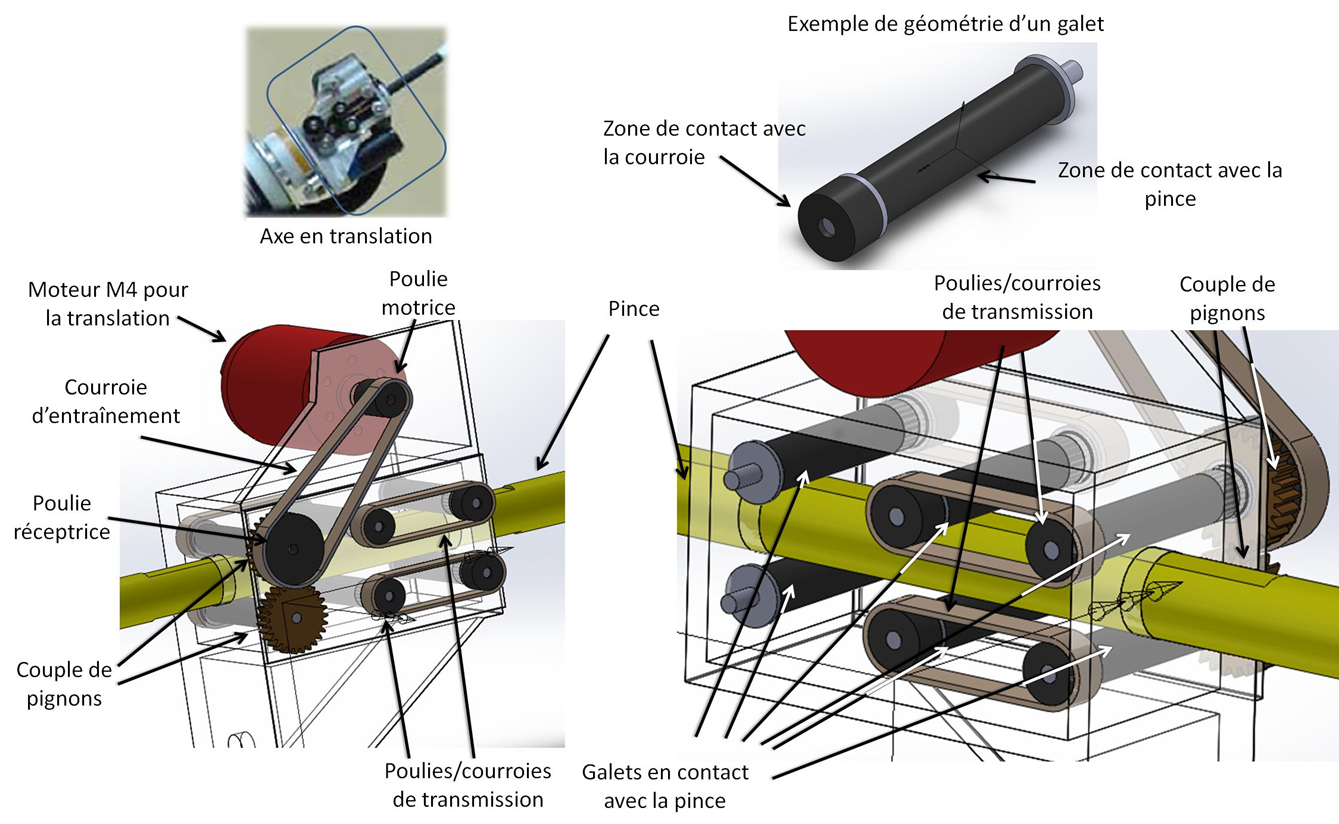 Exemple de géométrie d’un galet
Zone de contact avec
la courroie
Zone de contact avec la
pince
Axe en translation
Moteur M4 pour
la translation
Poulie
motrice
Pince
Poulies/courroies
de transmission
Couple de
pignons
Courroie
d’entraînement
Poulie
réceptrice
Couple de
pignons
Poulies/courroies
de transmission
Galets en contact
avec la pince